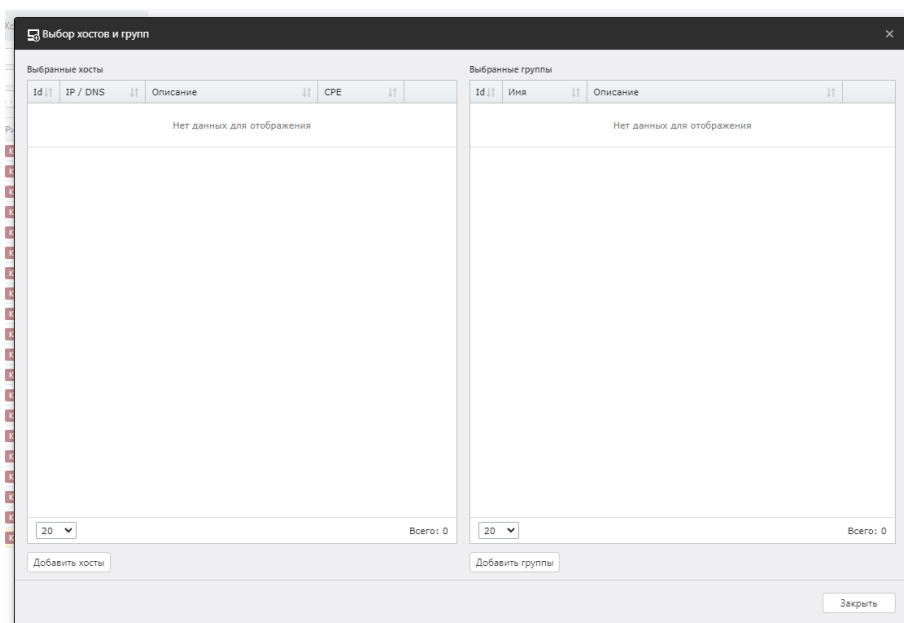 Выбор хостов и групп
Выбранные хосты
Id IP / DNS Описание CPE
Нет данных для отображения
20 Всего: 0
Добавить хосты
Выбранные группы
Id Имя Описание
Нет данных для отображения
20 Всего: 0
Добавить группы
Закрыть